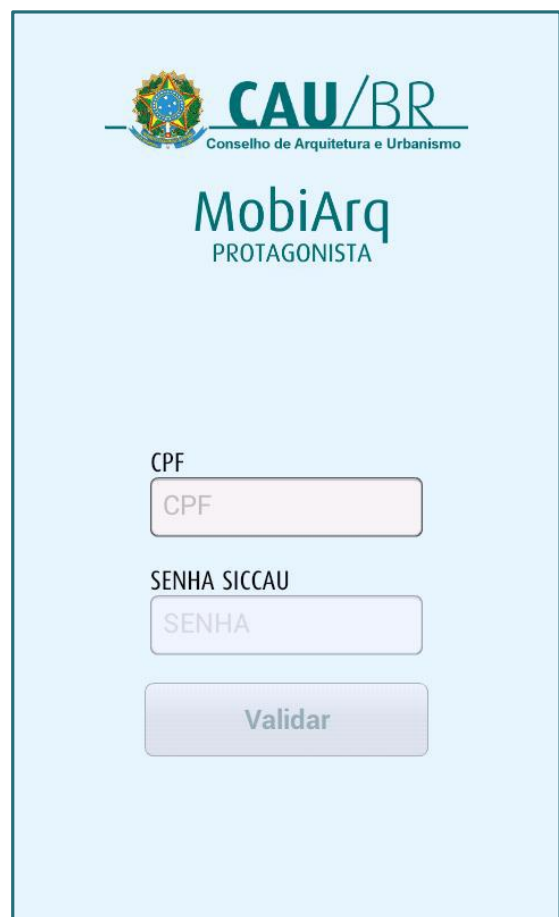 CAU/BR
Conselho de Arquitetura e Urbanismo
MobiArq
PROTAGONISTA
CPF
CPF
SENHA SICCAU
SENHA
Validar